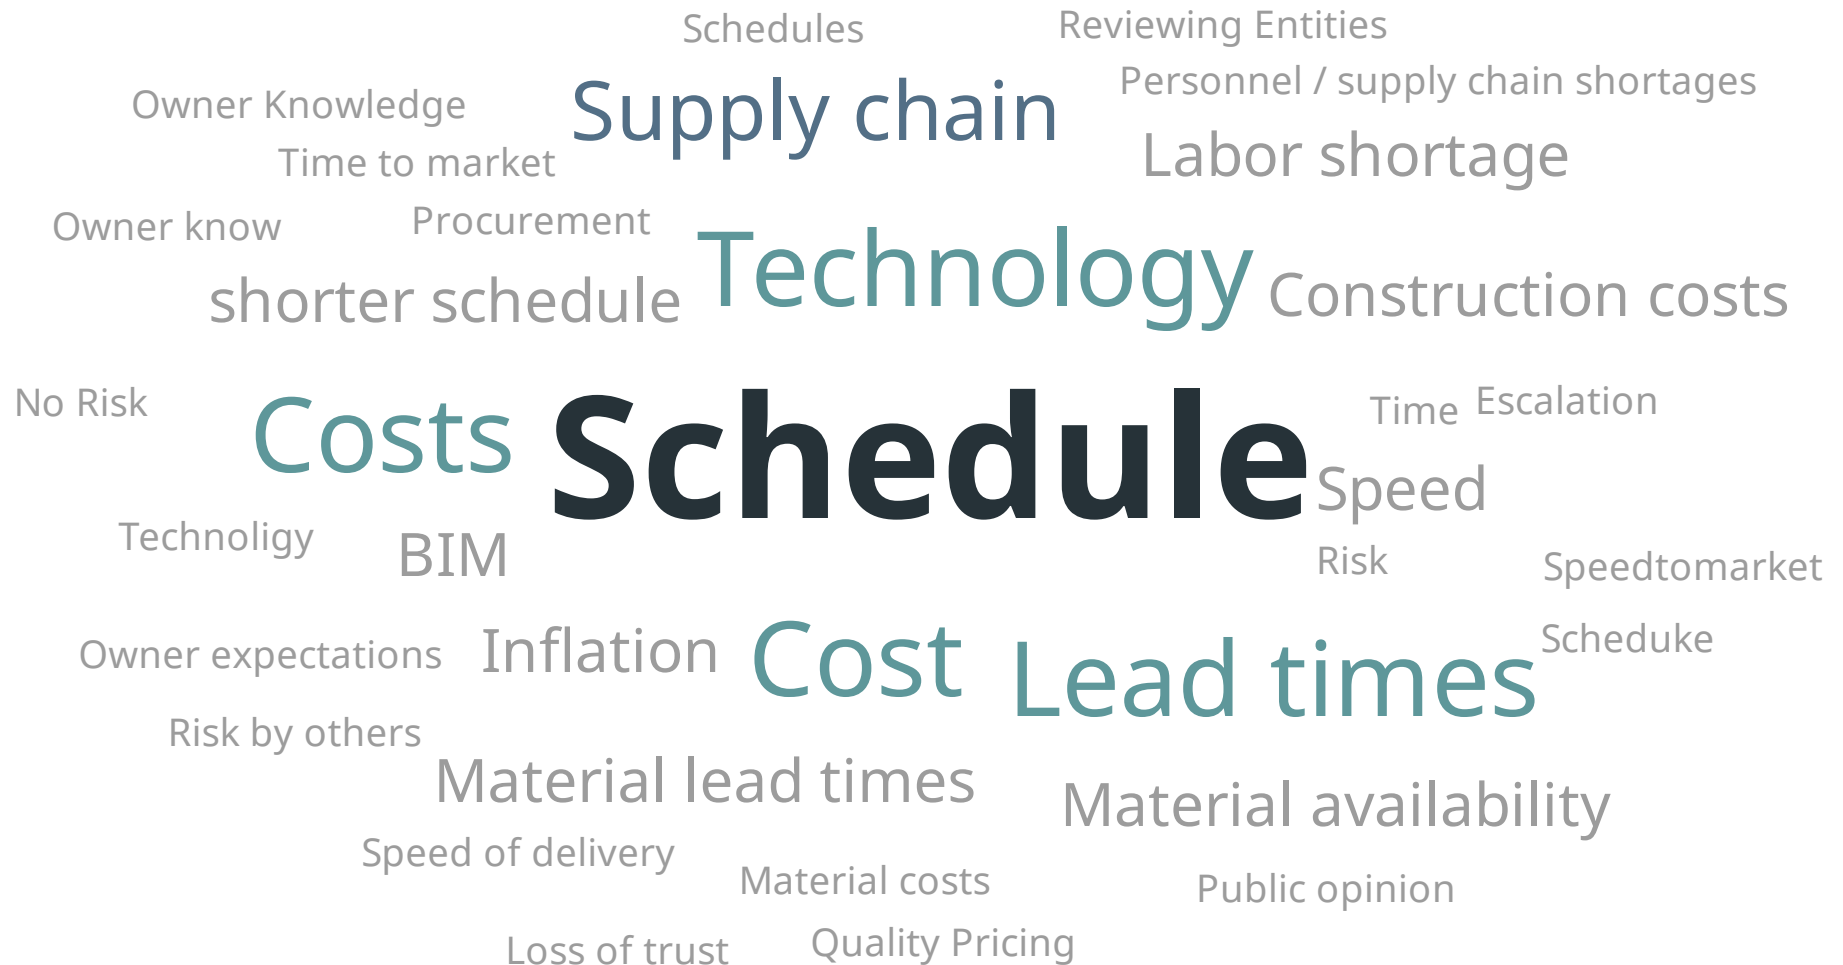 Schedules
Reviewing Entities
Supply chain
Personnel / supply chain shortages
Owner Knowledge
Labor shortage
Time to market
Owner know
Procurement
Technology
shorter schedule
Construction costs
No Risk
Costs
Schedule
Time
Escalation
Speed
Technoligy
BIM
Risk
Speedtomarket
Owner expectations
Inflation
Cost
Lead times
Scheduke
Risk by others
Material lead times
Material availability
Speed of delivery
Material costs
Public opinion
Loss of trust
Quality Pricing